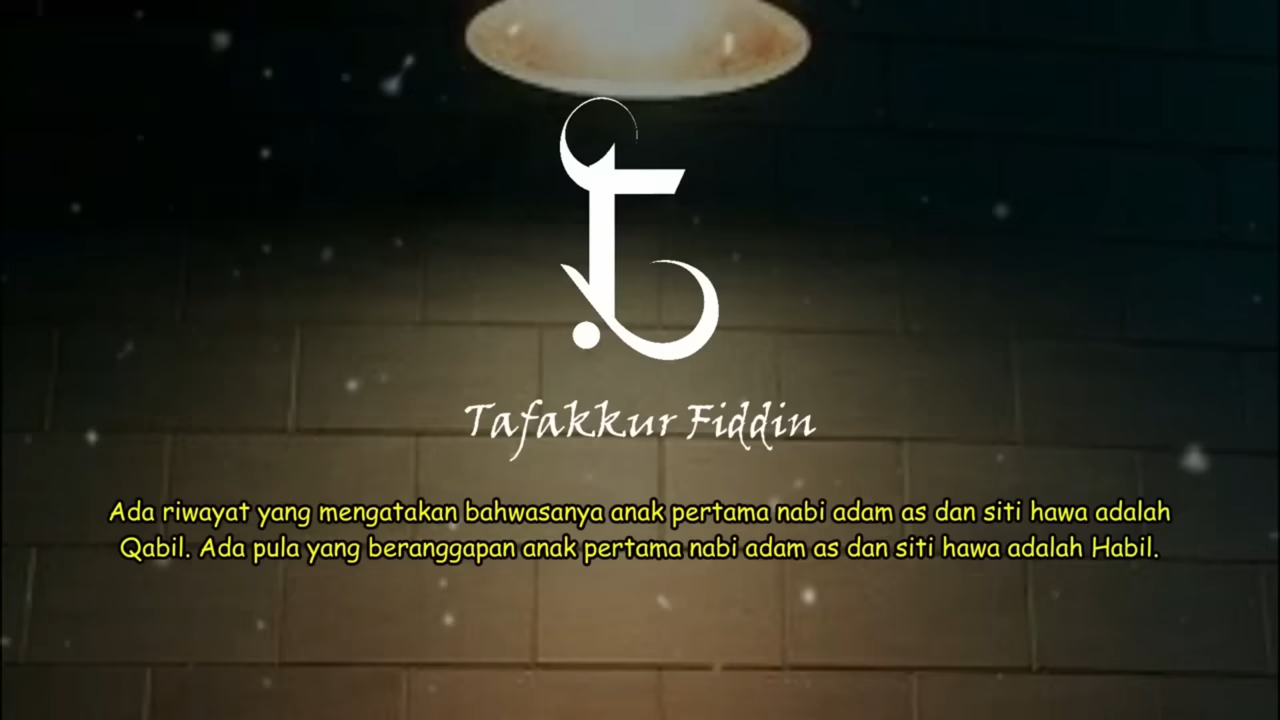 Tafakkur Fiddin
Ada riwayat yang mengatakan bahwasanya anak pertama nabi adam as dan siti hawa adalah
Qabil. Ada pula yang beranggapan anak pertama nabi adam as dan siti hawa adalah Habil.